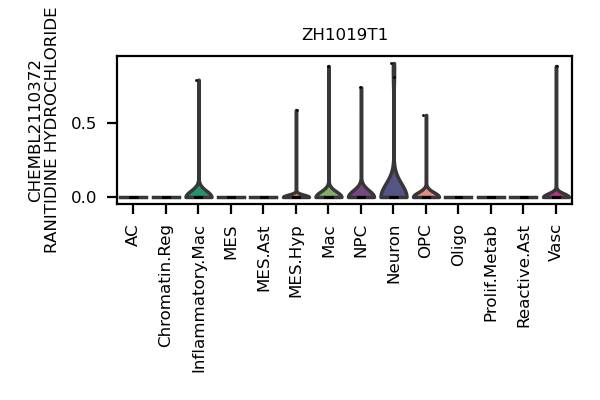 ZH1019T1
CHEMBL2110372
RANITIDINE HYDROCHLORIDE
0.5
0.0
AC
Chromatin.Reg
Inflammatory.Mac
MES
MES.Ast
MES.Hyp
Mac
NPC
Neuron
OPC
Oligo
Prolif.Metab
Reactive.Ast
Vasc